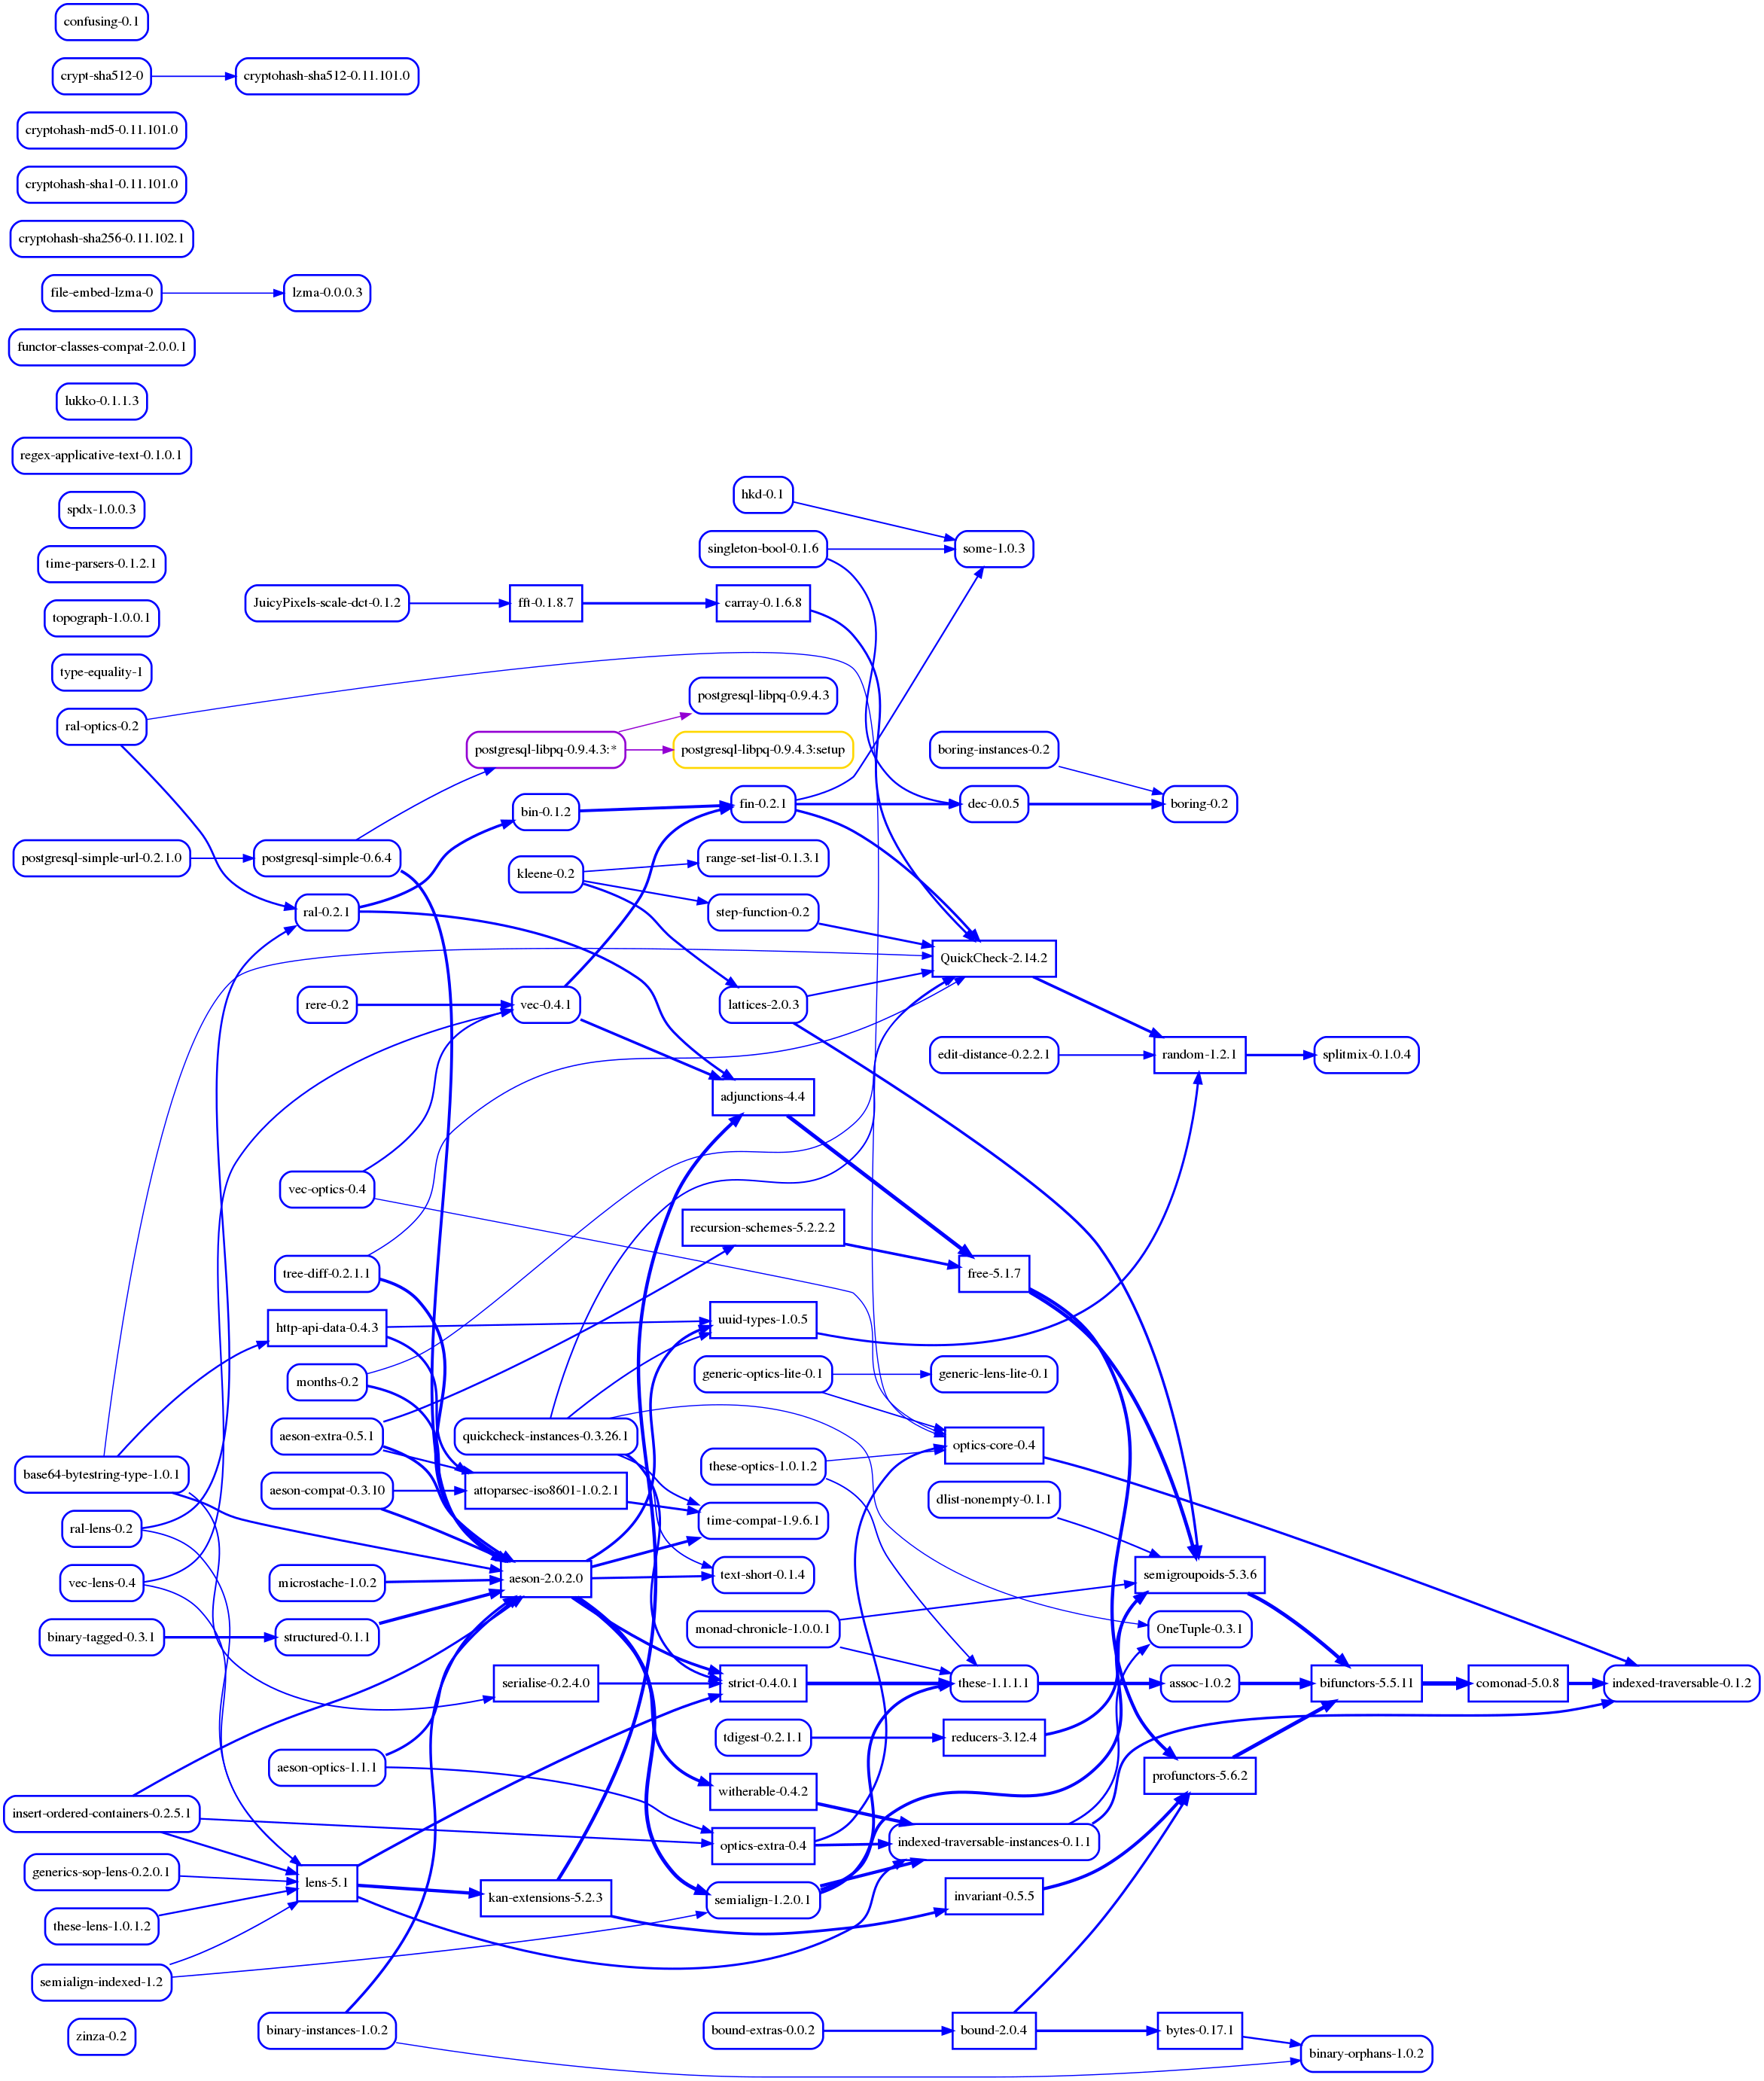 confusing-0.1
crypt-sha512-0
cryptohash-sha512-0.11.101.0
cryptohash-md5-0.11.101.0
cryptohash-sha1-0.11.101.0
cryptohash-sha256-0.11.102.1
file-embed-lzma-0
lzma-0.0.0.3
functor-classes-compat-2.0.0.1
lukko-0.1.1.3
regex-applicative-text-0.1.0.1
hkd-0.1
spdx-1.0.0.3
singleton-bool-0.1.6
some-1.0.3
time-parsers-0.1.2.1
JuicyPixels-scale-dct-0.1.2
fft-0.1.8.7
carray-0.1.6.8
topograph-1.0.0.1
type-equality-1
postgresql-libpq-0.9.4.3
ral-optics-0.2
postgresql-libpq-0.9.4.3:*
postgresql-libpq-0.9.4.3:setup
boring-instances-0.2
bin-0.1.2
fin-0.2.1
dec-0.0.5
boring-0.2
postgresql-simple-url-0.2.1.0
postgresql-simple-0.6.4
range-set-list-0.1.3.1
kleene-0.2
ral-0.2.1
step-function-0.2
QuickCheck-2.14.2
rere-0.2
vec-0.4.1
lattices-2.0.3
edit-distance-0.2.2.1
random-1.2.1
splitmix-0.1.0.4
adjunctions-4.4
vec-optics-0.4
recursion-schemes-5.2.2.2
tree-diff-0.2.1.1
free-5.1.7
http-api-data-0.4.3
uuid-types-1.0.5
months-0.2
generic-optics-lite-0.1
generic-lens-lite-0.1
aeson-extra-0.5.1
quickcheck-instances-0.3.26.1
optics-core-0.4
base64-bytestring-type-1.0.1
these-optics-1.0.1.2
aeson-compat-0.3.10
attoparsec-iso8601-1.0.2.1
dlist-nonempty-0.1.1
ral-lens-0.2
time-compat-1.9.6.1
vec-lens-0.4
microstache-1.0.2
aeson-2.0.2.0
text-short-0.1.4
semigroupoids-5.3.6
binary-tagged-0.3.1
structured-0.1.1
monad-chronicle-1.0.0.1
OneTuple-0.3.1
serialise-0.2.4.0
strict-0.4.0.1
these-1.1.1.1
assoc-1.0.2
bifunctors-5.5.11
comonad-5.0.8
indexed-traversable-0.1.2
tdigest-0.2.1.1
reducers-3.12.4
aeson-optics-1.1.1
profunctors-5.6.2
witherable-0.4.2
insert-ordered-containers-0.2.5.1
optics-extra-0.4
indexed-traversable-instances-0.1.1
generics-sop-lens-0.2.0.1
lens-5.1
kan-extensions-5.2.3
semialign-1.2.0.1
invariant-0.5.5
these-lens-1.0.1.2
semialign-indexed-1.2
zinza-0.2
binary-instances-1.0.2
bound-extras-0.0.2
bound-2.0.4
bytes-0.17.1
binary-orphans-1.0.2